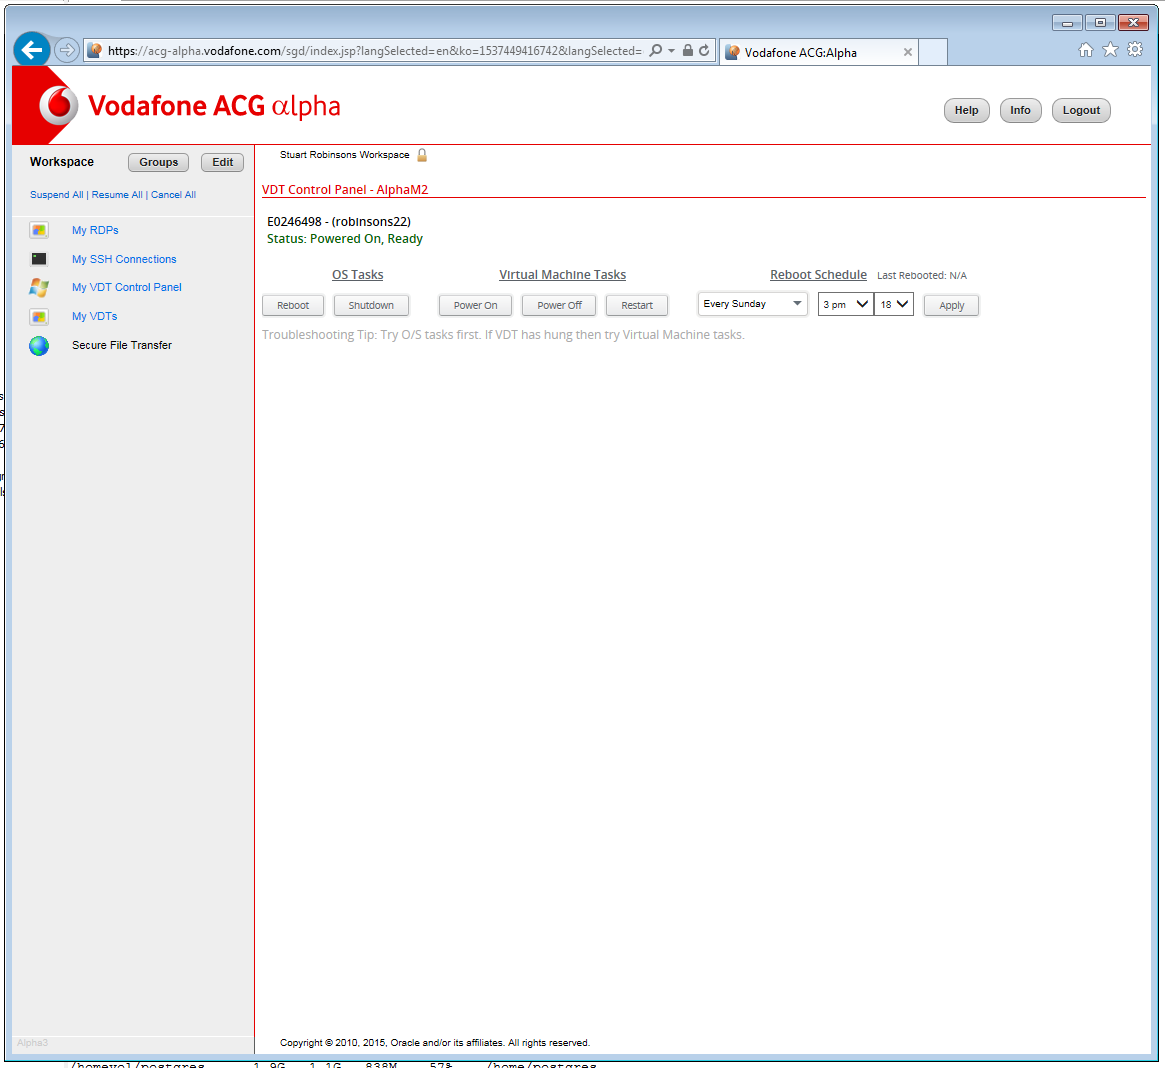 https://acg-alpha.vodafone.com/sgd/index.jsp?langSelected=en&ko=1537449416742&langSelected=
Vodafone ACG:Alpha
Vodafone ACG αlpha
Help Info Logout
Workspace Groups Edit
Suspend All | Resume All | Cancel All
My RDPs
My SSH Connections
My VDT Control Panel
My VDTs
Secure File Transfer
Stuart Robinsons Workspace
VDT Control Panel - AlphaM2
E0246498 - (robinsons22)
Status: Powered On, Ready
OS Tasks Virtual Machine Tasks Reboot Schedule Last Rebooted: N/A
Reboot Shutdown Power On Power Off Restart Every Sunday 3 pm 18 Apply
Troubleshooting Tip: Try O/S tasks first. If VDT has hung then try Virtual Machine tasks.
Alpha3
Copyright © 2010, 2015, Oracle and/or its affiliates. All rights reserved.
/homevol/postgres 1.9G 1.1G 838M 57% /home/postgres